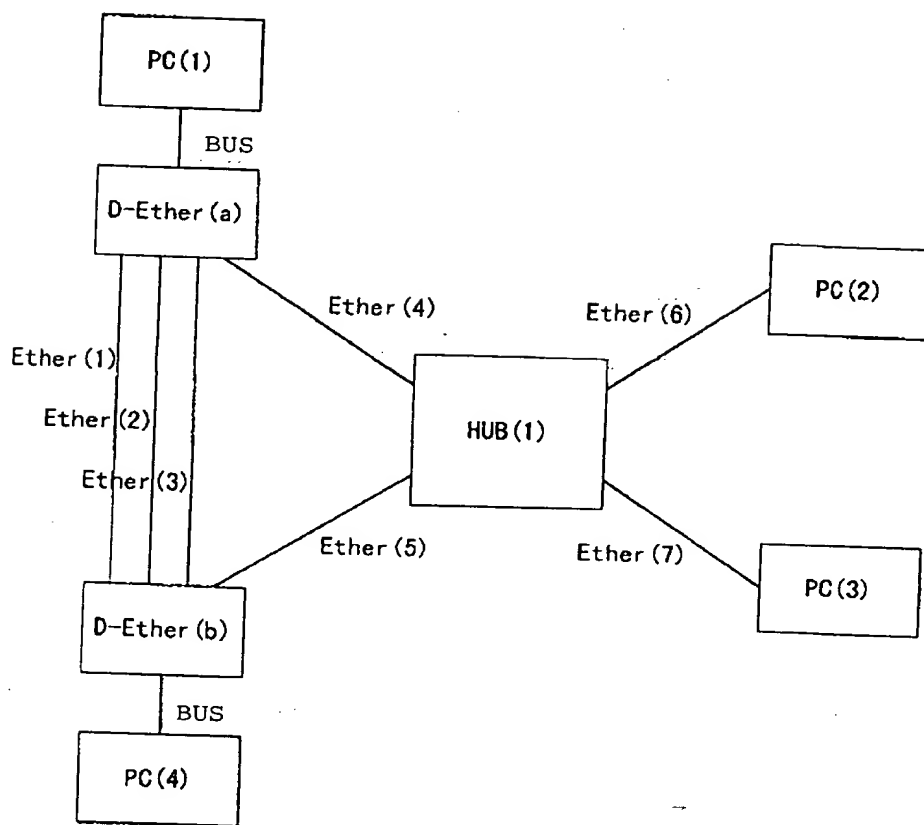 PC(1)
BUS
D-Ether(a)
Ether(4)
Ether(6)
PC(2)
Ether(1)
Ether(2)
HUB(1)
Ether(3)
Ether(5)
Ether(7)
PC(3)
D-Ether(b)
BUS
PC(4)